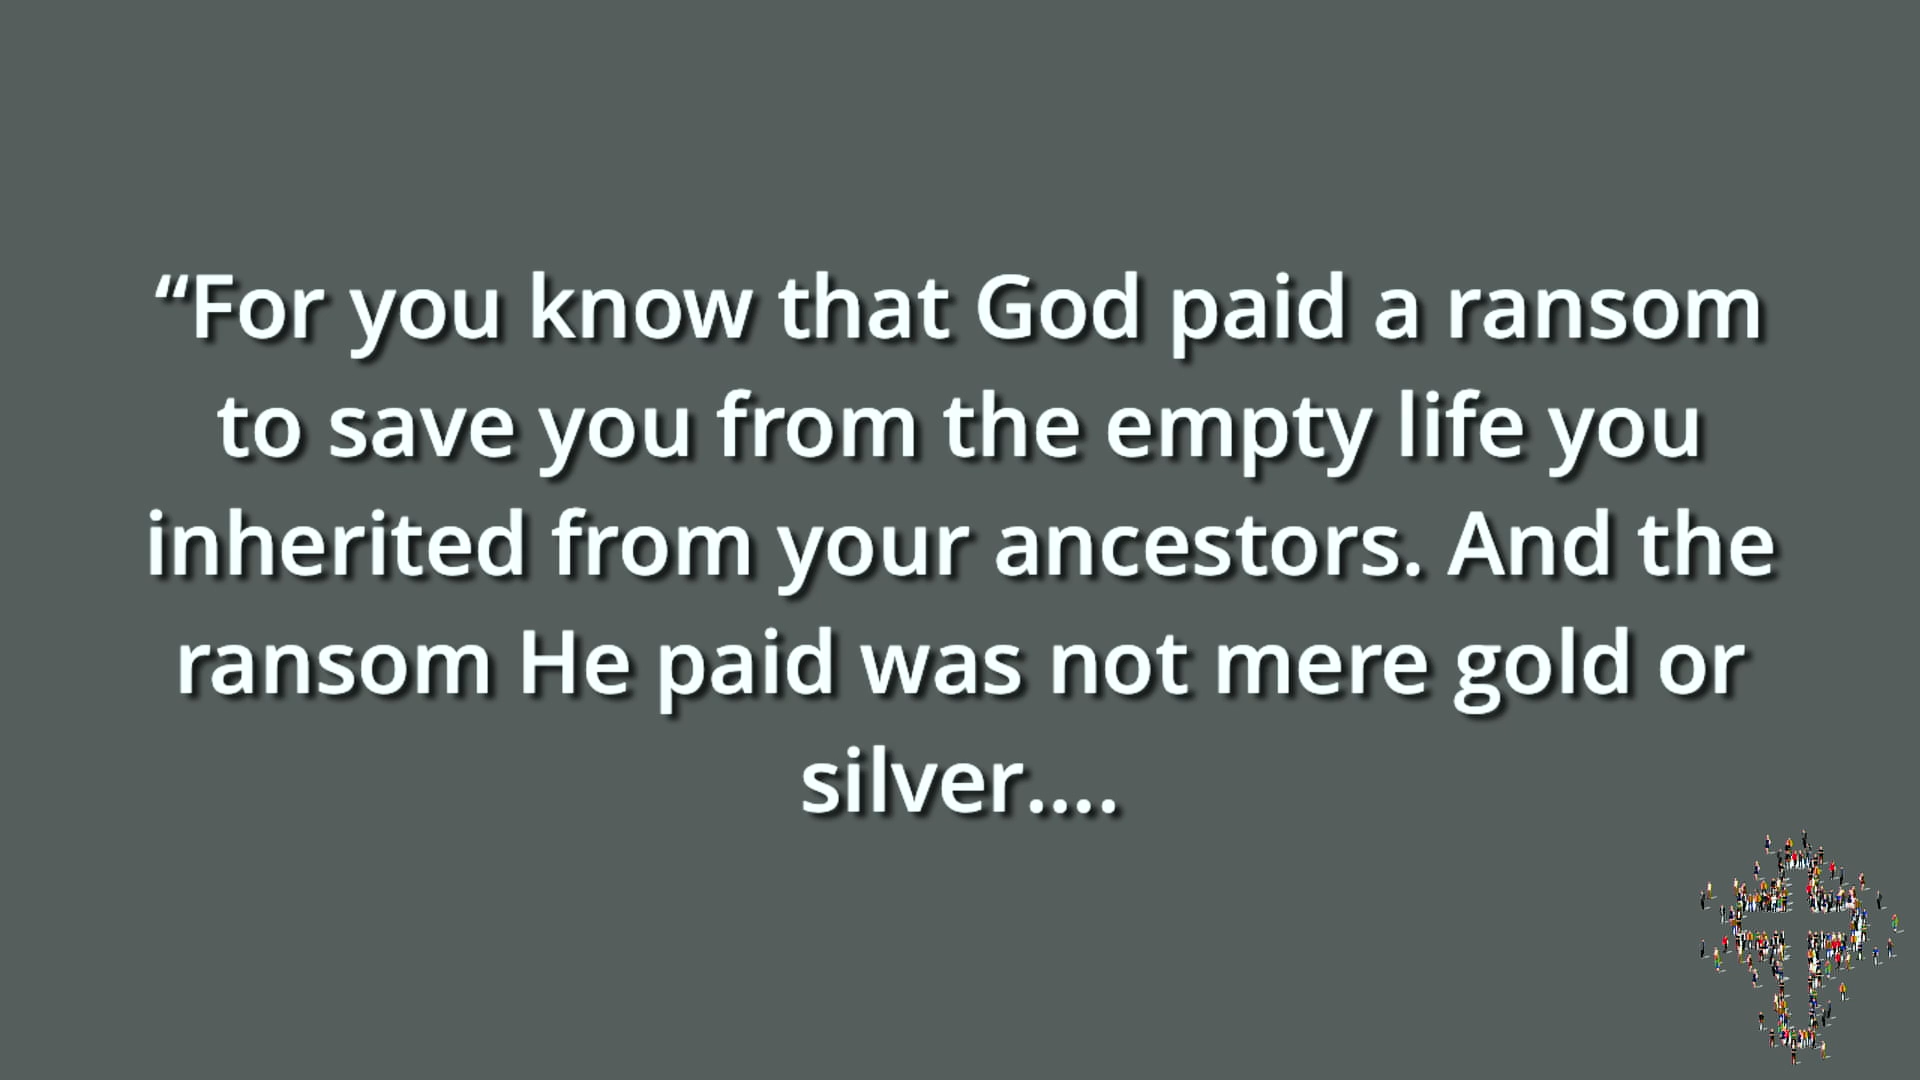 “For you know that God paid a ransom
to save you from the empty life you
inherited from your ancestors. And the
ransom He paid was not mere gold or
silver....